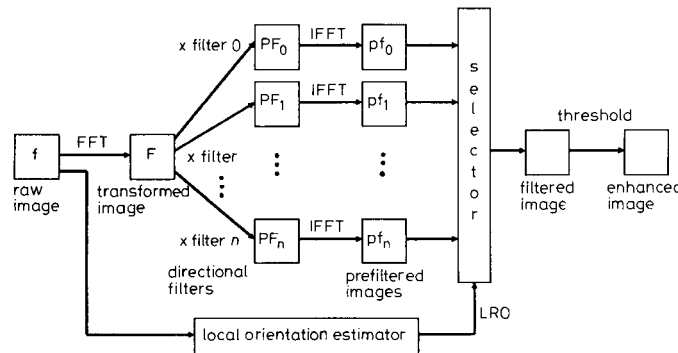 x filter 0
PF0
IFFT
pf0
PF1
IFFT
pf1
selector
threshold
f
FFT
F
x filter
raw
image
transformed
image
filtered
image
enhanced
image
x filter n
PFn
IFFT
pfn
directional
filters
prefiltered
images
LRO
local orientation estimator